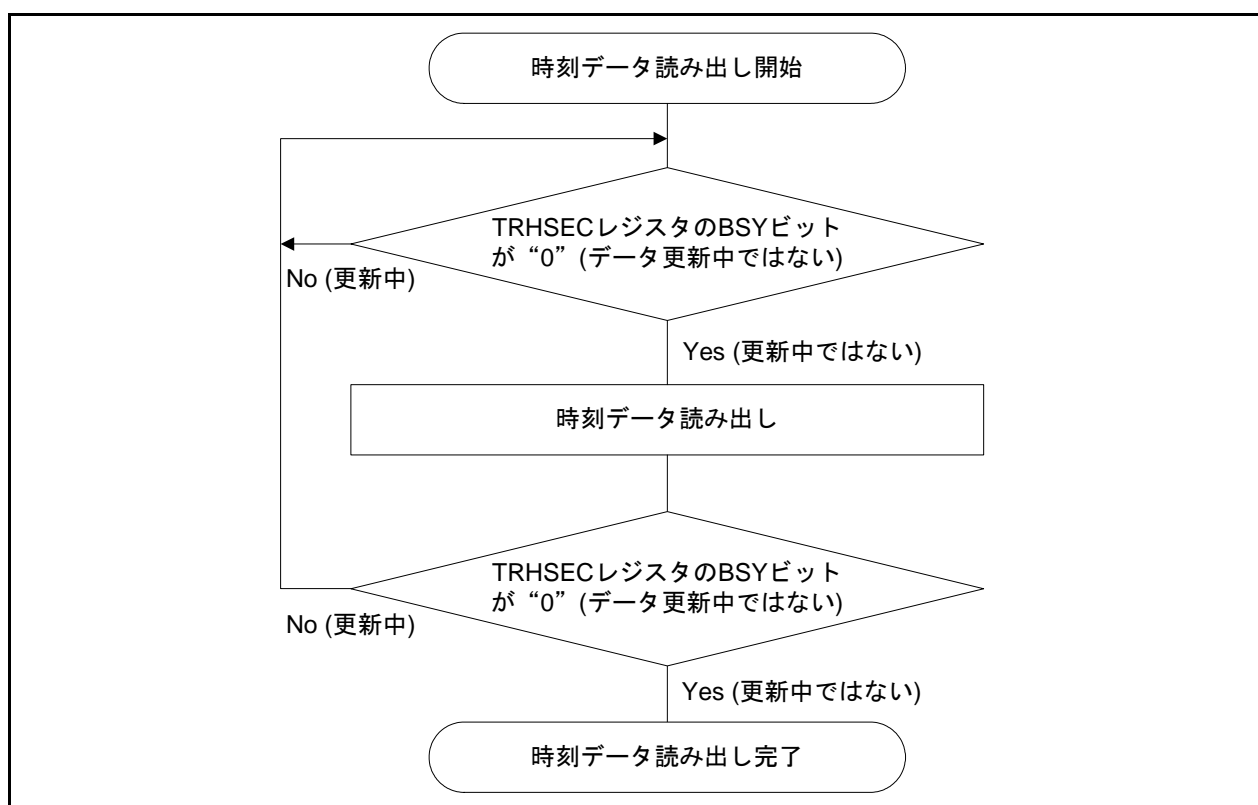 時刻データ読み出し開始
TRHSECレジスタのBSYビット
が“0”(データ更新中ではない)
No (更新中)
Yes (更新中ではない)
時刻データ読み出し
TRHSECレジスタのBSYビット
が“0”(データ更新中ではない)
No (更新中)
Yes (更新中ではない)
時刻データ読み出し完了